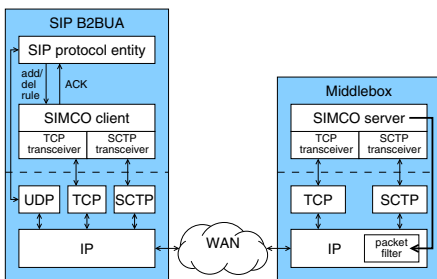 SIP B2BUA
SIP protocol entity
add/
del
rule
ACK
SIMCO client
TCP
transceiver
SCTP
transceiver
UDP
TCP
SCTP
IP
WAN
Middlebox
SIMCO server
TCP
transceiver
SCTP
transceiver
TCP
SCTP
IP
packet
filter